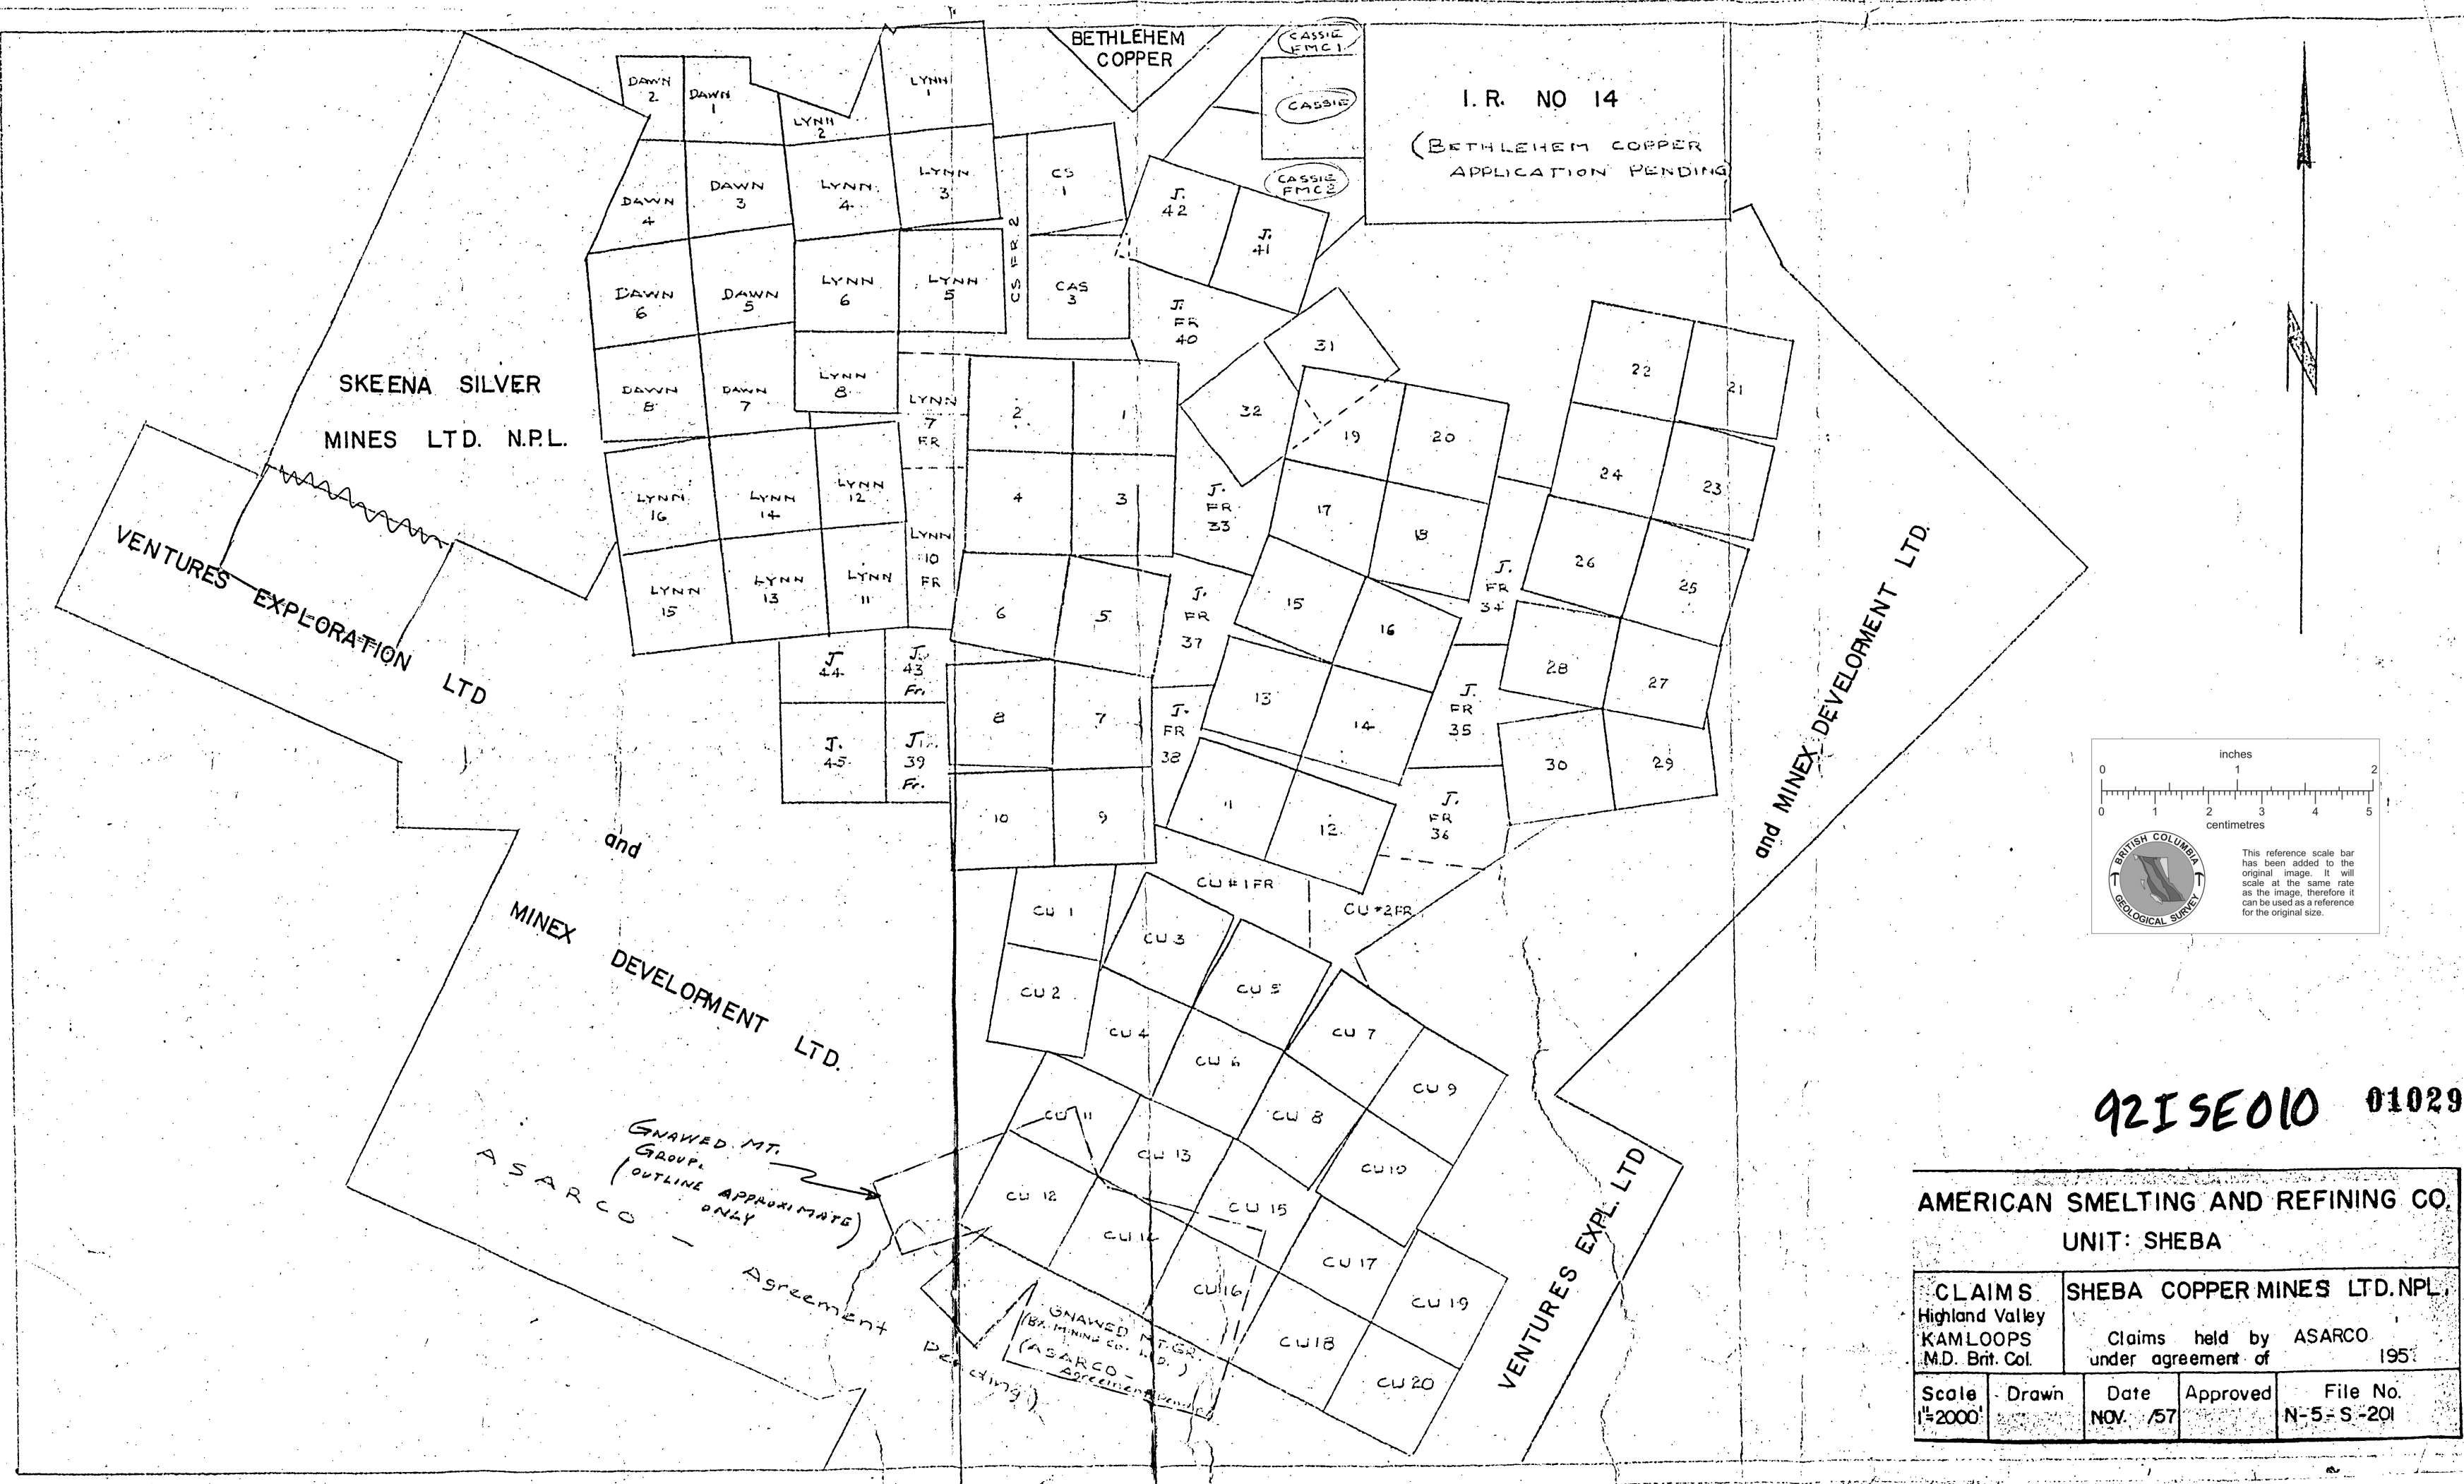 BETHLEHEM
COPPER
CASSIE
FMC1
CASSIE
CASSIE
FMC2
I.R. NO 14
(BETHLEHEM COPPER
APPLICATION PENDING
DAWN
2
DAWN
1
LYNN
2
LYNN
1
DAWN
4
DAWN
3
LYNN
4
LYNN
3
CS
1
CS FR. 2
J.
42
J.
41
DAWN
6
DAWN
5
LYNN
6
LYNN
5
CAS
3
J.
FR
40
DAWN
8
DAWN
7
LYNN
8
LYNN
7
FR
2
1
31
32
19
20
22
21
SKEENA SILVER
MINES LTD. N.P.L.
LYNN
16
LYNN
14
LYNN
12
LYNN
10
FR
4
3
J.
FR
33
17
18
24
23
LYNN
15
LYNN
13
LYNN
11
6
5
J.
FR
37
15
16
J.
FR
34
26
25
VENTURES EXPLORATION LTD
and
MINEX DEVELOPMENT LTD.
J.
44
J.
43
Fr.
8
7
J.
FR
38
13
14
J.
FR
35
28
27
J.
45
J.
39
Fr.
10
9
11
12
J.
FR
36
30
29
and MINEX DEVELOPMENT LTD.
VENTURES EXPL. LTD
CU #1 FR
CU #2 FR.
CU 1
CU 2
CU 3
CU 4
CU 5
CU 6
CU 7
CU 8
CU 9
CU 10
CU 11
CU 12
CU 13
CU 14
CU 15
CU 16
CU 17
CU 18
CU 19
CU 20
GNAWED MT.
GROUP.
(OUTLINE APPROXIMATE)
ONLY
ASARCO – Agreement Pending)
GNAWED MT. GR.
(ASARCO –
Agreement
N
inches
0 1 2
0 1 2 3 4 5
centimetres
BRITISH COLUMBIA
GEOLOGICAL SURVEY
This reference scale bar
has been added to the
original image. It will
scale at the same rate
as the image, therefore it
can be used as a reference
for the original size.
92ISE010 01029
AMERICAN SMELTING AND REFINING CO.
UNIT: SHEBA
CLAIMS
Highland Valley
KAMLOOPS
M.D. Brit. Col.
SHEBA COPPER MINES LTD. NPL.
Claims held by ASARCO
under agreement of 195
Scale
1"=2000'
Drawn
Date
NOV. /57
Approved
File No.
N-5-S-201